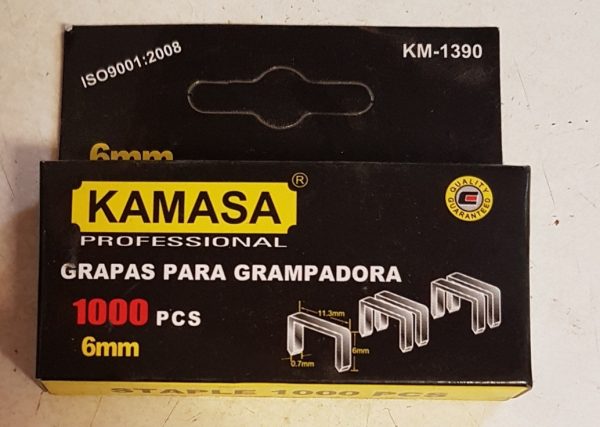 ISO9001:2008
KM-1390
6mm
KAMASA®
PROFESSIONAL
QUALITY
GUARANTEED
GRAPAS PARA GRAMPADORA
1000 PCS
6mm
11.3mm
6mm
0.7mm
STAPLE 1000 PCS